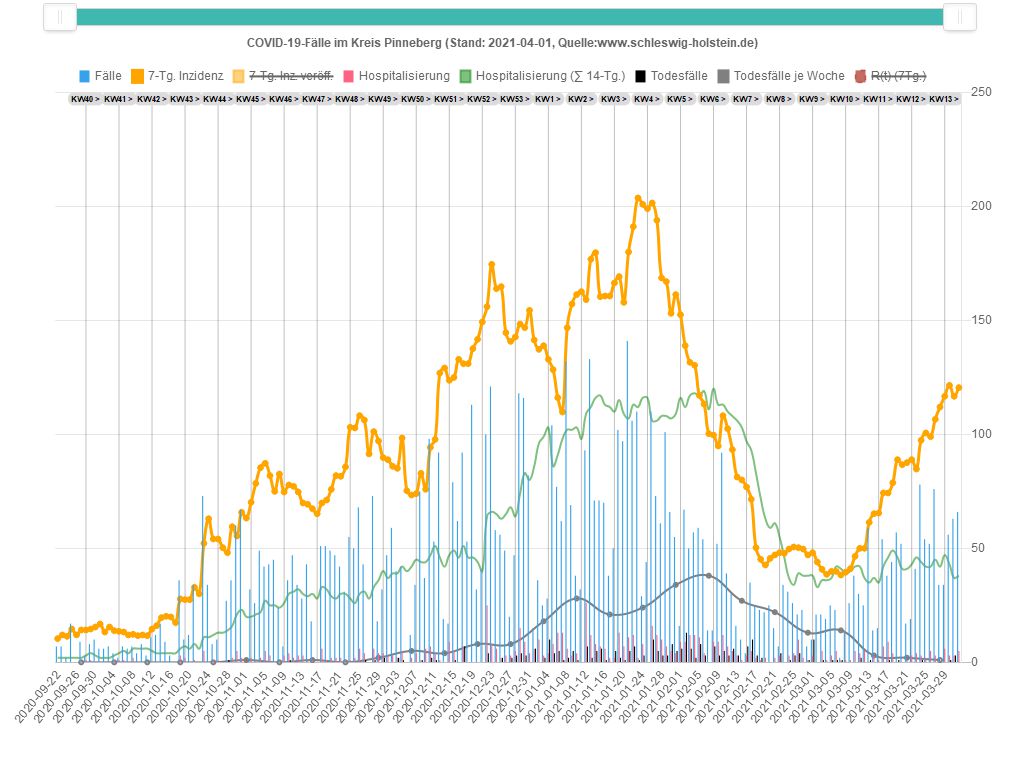 COVID-19-Fälle im Kreis Pinneberg (Stand: 2021-04-01, Quelle:www.schleswig-holstein.de)
Fälle 7-Tg. Inzidenz 7-Tg. Inz. veröff. Hospitalisierung Hospitalisierung (∑ 14-Tg.) Todesfälle Todesfälle je Woche R(t) (7Tg.)
KW40 > KW41 > KW42 > KW43 > KW44 > KW45 > KW46 > KW47 > KW48 > KW49 > KW50 > KW51 > KW52 > KW53 > KW1 > KW2 > KW3 > KW4 > KW5 > KW6 > KW7 > KW8 > KW9 > KW10 > KW11 > KW12 > KW13 >
250
200
150
100
50
0
2020-09-22 2020-09-26 2020-09-30 2020-10-04 2020-10-08 2020-10-12 2020-10-16 2020-10-20 2020-10-24 2020-10-28 2020-11-01 2020-11-05 2020-11-09 2020-11-13 2020-11-17 2020-11-21 2020-11-25 2020-11-29 2020-12-03 2020-12-07 2020-12-11 2020-12-15 2020-12-19 2020-12-23 2020-12-27 2020-12-31 2021-01-04 2021-01-08 2021-01-12 2021-01-16 2021-01-20 2021-01-24 2021-01-28 2021-02-01 2021-02-05 2021-02-09 2021-02-13 2021-02-17 2021-02-21 2021-02-25 2021-03-01 2021-03-05 2021-03-09 2021-03-13 2021-03-17 2021-03-21 2021-03-25 2021-03-29